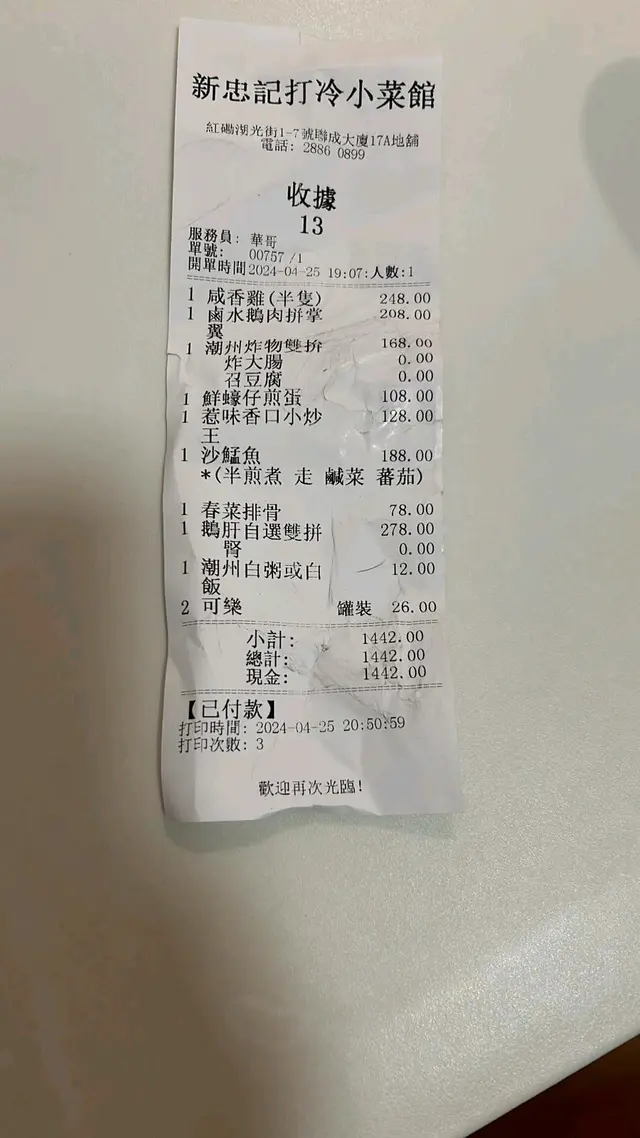 新忠記打冷小菜館
紅磡湖光街1-7號聯成大廈17A地舖
電話: 2886 0899
收據
13
服務員: 華哥
單號: 00757 /1
開單時間2024-04-25 19:07:人數:1
1 咸香雞(半隻) 248.00
1 鹵水鵝肉拼掌 208.00
翼
1 潮州炸物雙拚 168.00
炸大腸 0.00
召豆腐 0.00
1 鮮蠔仔煎蛋 108.00
1 惹味香口小炒 128.00
王
1 沙鯭魚 188.00
*(半煎煮 走 鹹菜 蕃茄)
1 春菜排骨 78.00
1 鵝肝自選雙拼 278.00
腎 0.00
1 潮州白粥或白 12.00
飯
2 可樂 罐裝 26.00
小計: 1442.00
總計: 1442.00
現金: 1442.00
【已付款】
打印時間: 2024-04-25 20:50:59
打印次數: 3
歡迎再次光臨!